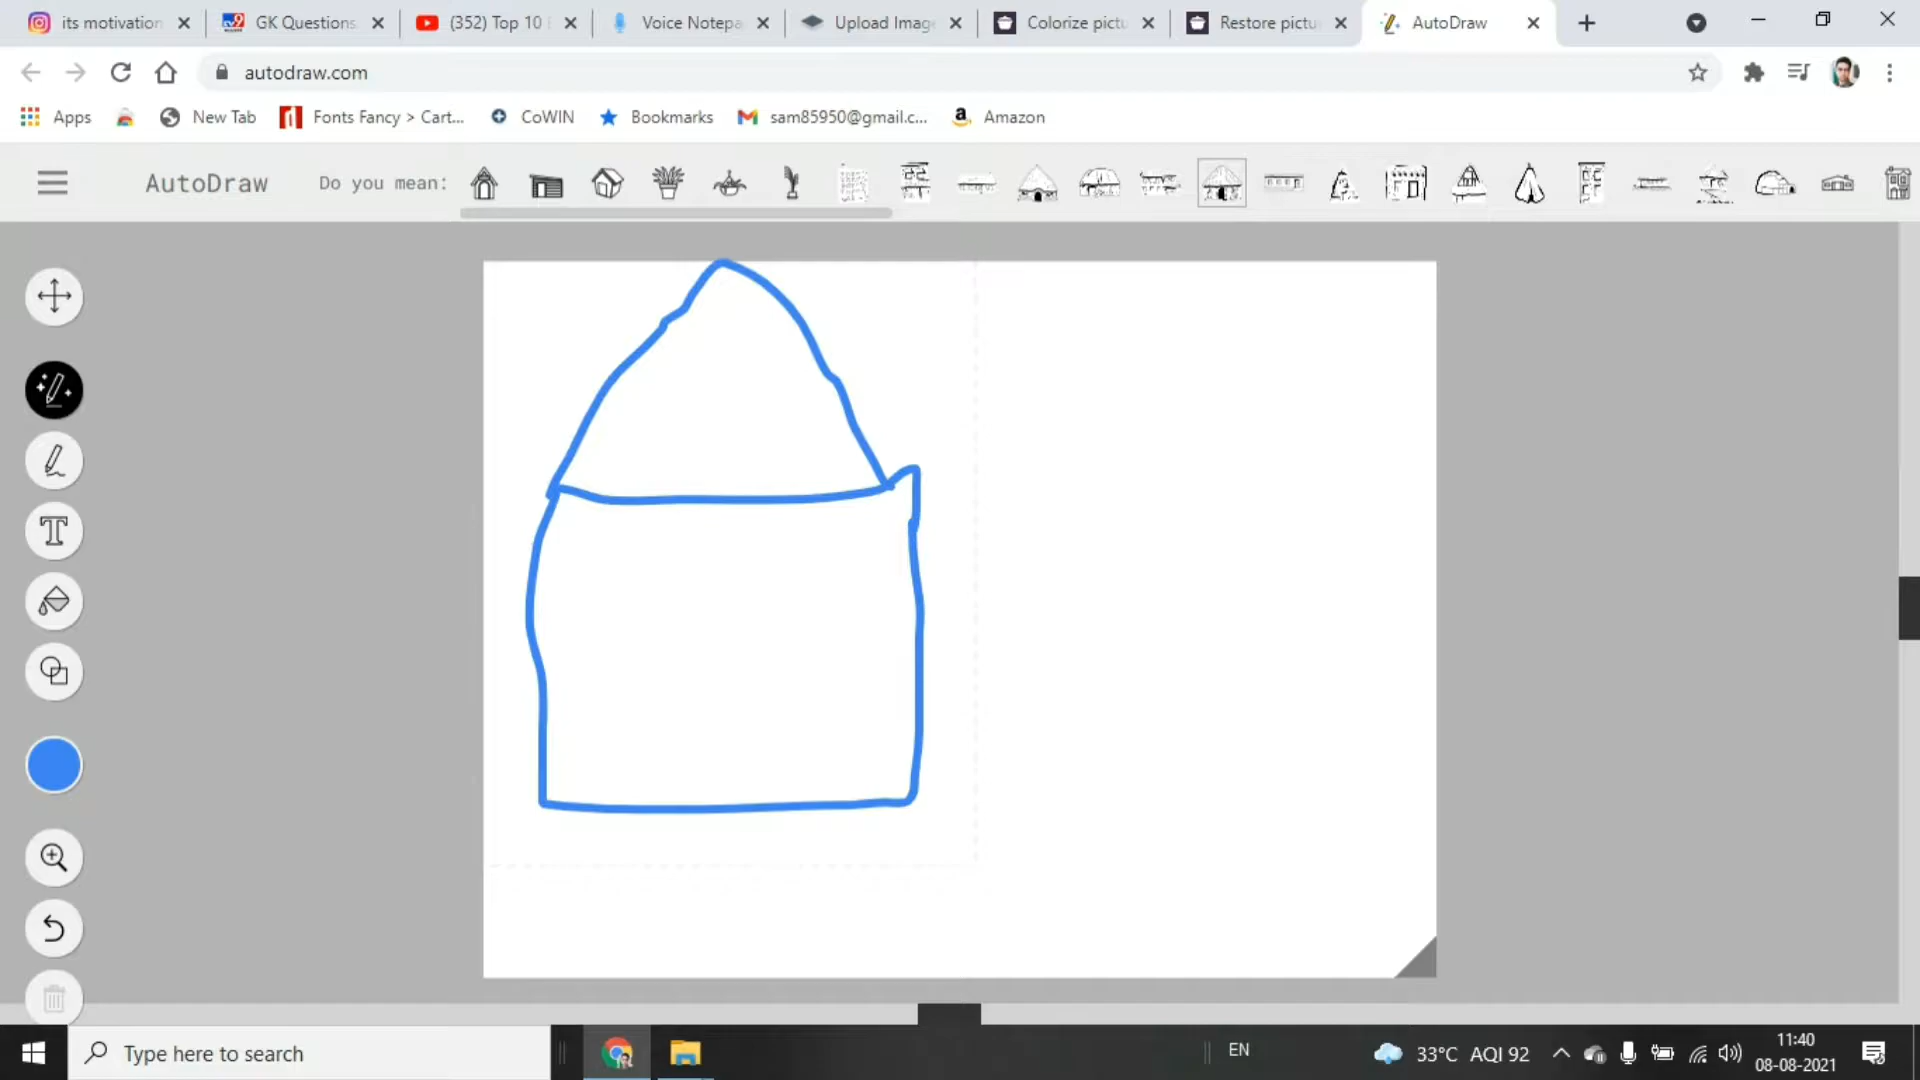 its motivation
GK Questions
(352) Top 10
Voice Notepa
Upload Image
Colorize pictu
Restore pictu
AutoDraw
autodraw.com
Apps
New Tab
Fonts Fancy > Cart...
CoWIN
Bookmarks
sam85950@gmail.c...
Amazon
AutoDraw
Do you mean:
T
Type here to search
EN
33°C AQI 92
11:40
08-08-2021